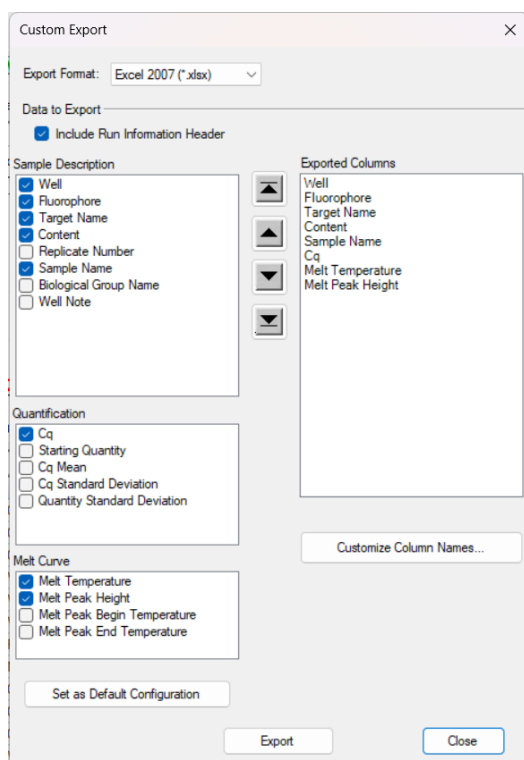 Custom Export
Export Format: Excel 2007 (*.xlsx)
Data to Export
Include Run Information Header
Sample Description
Well
Fluorophore
Target Name
Content
Replicate Number
Sample Name
Biological Group Name
Well Note
Exported Columns
Well
Fluorophore
Target Name
Content
Sample Name
Cq
Melt Temperature
Melt Peak Height
Quantification
Cq
Starting Quantity
Cq Mean
Cq Standard Deviation
Quantity Standard Deviation
Customize Column Names...
Melt Curve
Melt Temperature
Melt Peak Height
Melt Peak Begin Temperature
Melt Peak End Temperature
Set as Default Configuration
Export
Close